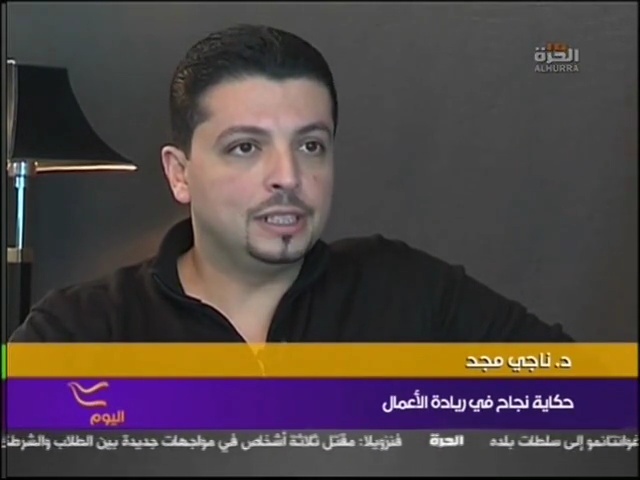 الحرة
ALHURRA
د. ناجي مجد
حكاية نجاح في ريادة الأعمال
اليوم
غوانتانامو إلى سلطات بلده الحرة فنزويلا: مقتل ثلاثة أشخاص في مواجهات جديدة بين الطلاب والشرطة